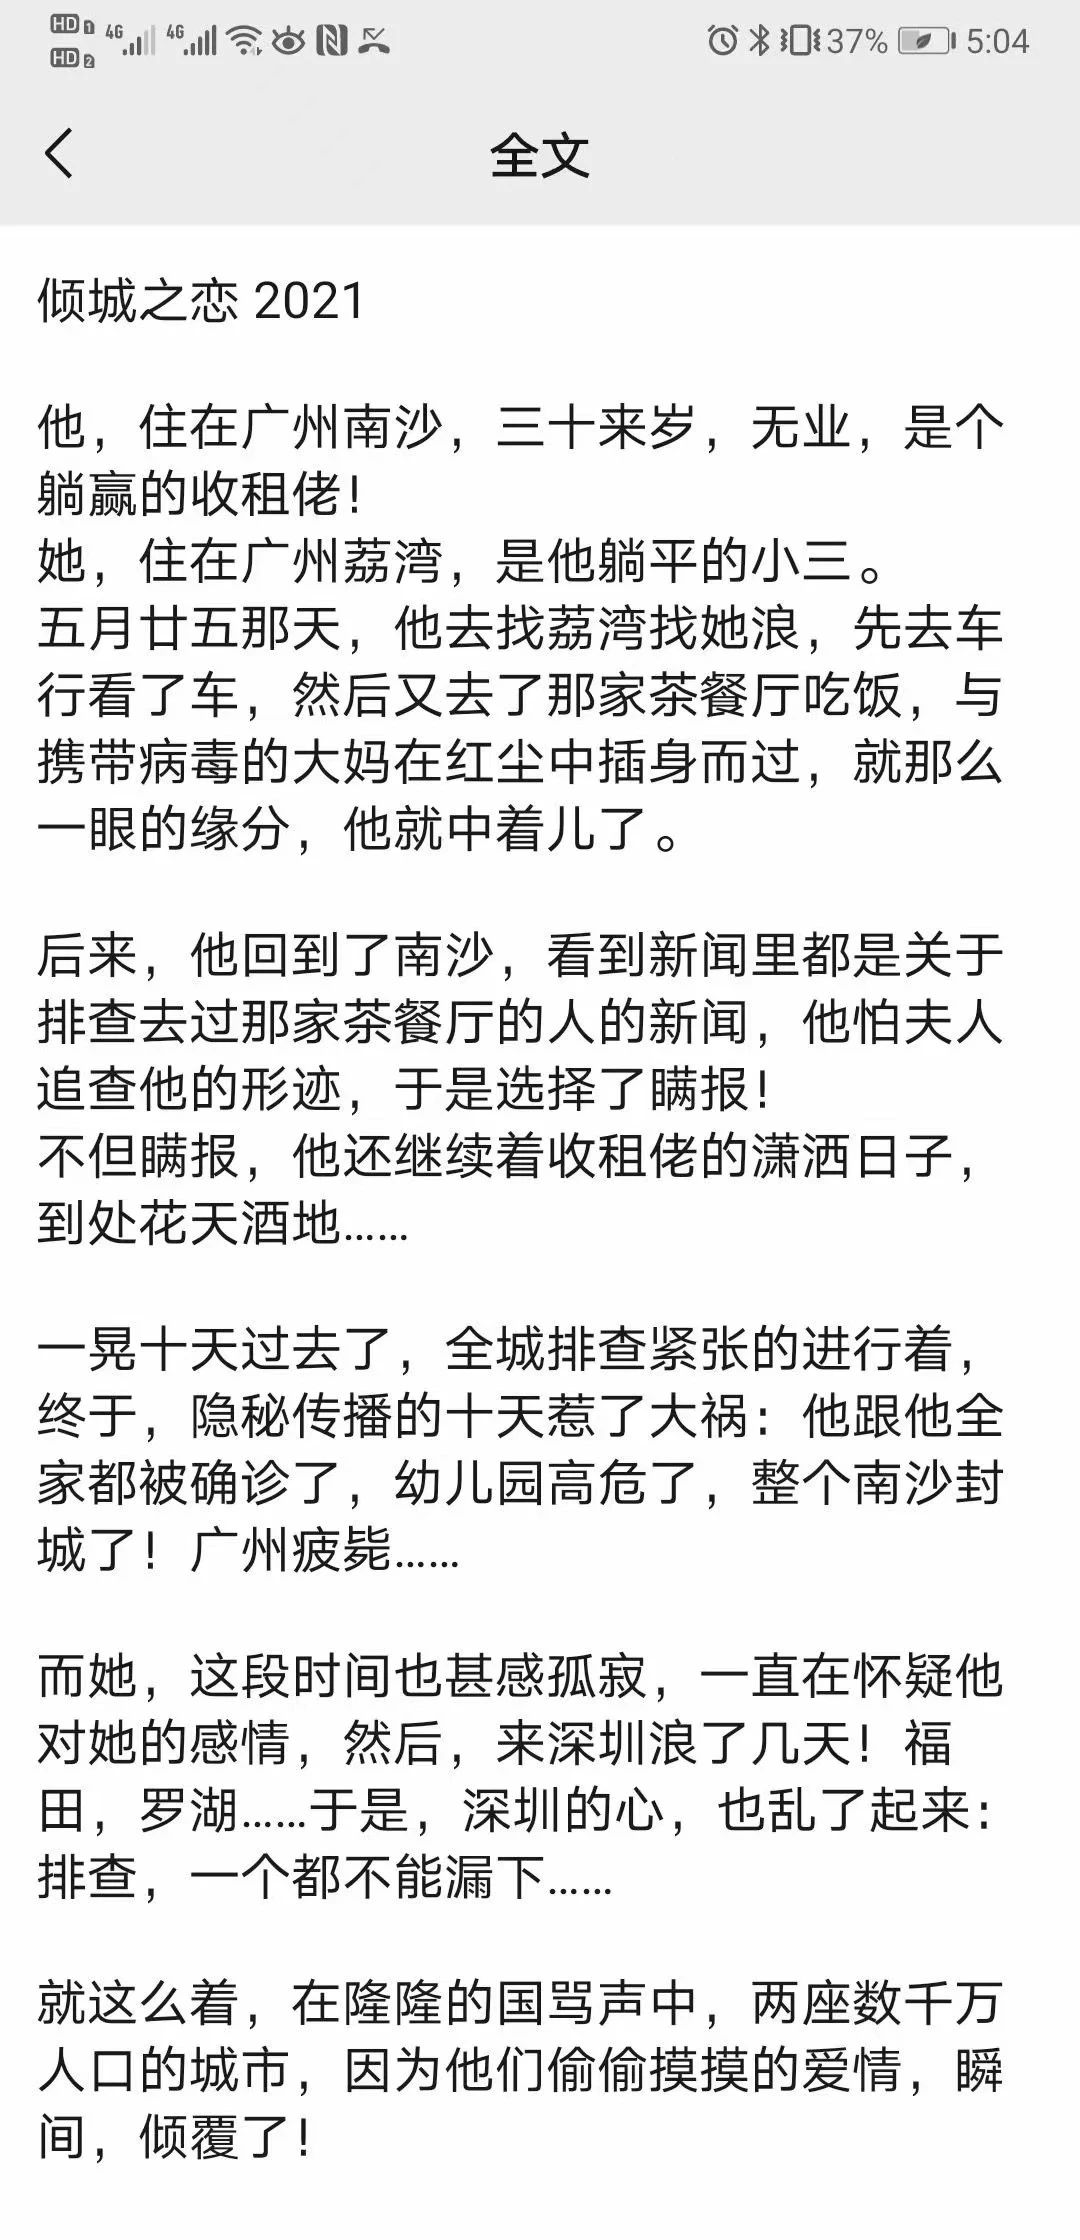 HD 1 4G 4G 37% 5:04
HD 2
全文
倾城之恋 2021
他，住在广州南沙，三十来岁，无业，是个
躺赢的收租佬！
她，住在广州荔湾，是他躺平的小三。
五月廿五那天，他去找荔湾找她浪，先去车
行看了车，然后又去了那家茶餐厅吃饭，与
携带病毒的大妈在红尘中插身而过，就那么
一眼的缘分，他就中着儿了。
后来，他回到了南沙，看到新闻里都是关于
排查去过那家茶餐厅的人的新闻，他怕夫人
追查他的形迹，于是选择了瞒报！
不但瞒报，他还继续着收租佬的潇洒日子，
到处花天酒地……
一晃十天过去了，全城排查紧张的进行着，
终于，隐秘传播的十天惹了大祸：他跟他全
家都被确诊了，幼儿园高危了，整个南沙封
城了！广州疲毙……
而她，这段时间也甚感孤寂，一直在怀疑他
对她的感情，然后，来深圳浪了几天！福
田，罗湖……于是，深圳的心，也乱了起来：
排查，一个都不能漏下……
就这么着，在隆隆的国骂声中，两座数千万
人口的城市，因为他们偷偷摸摸的爱情，瞬
间，倾覆了！